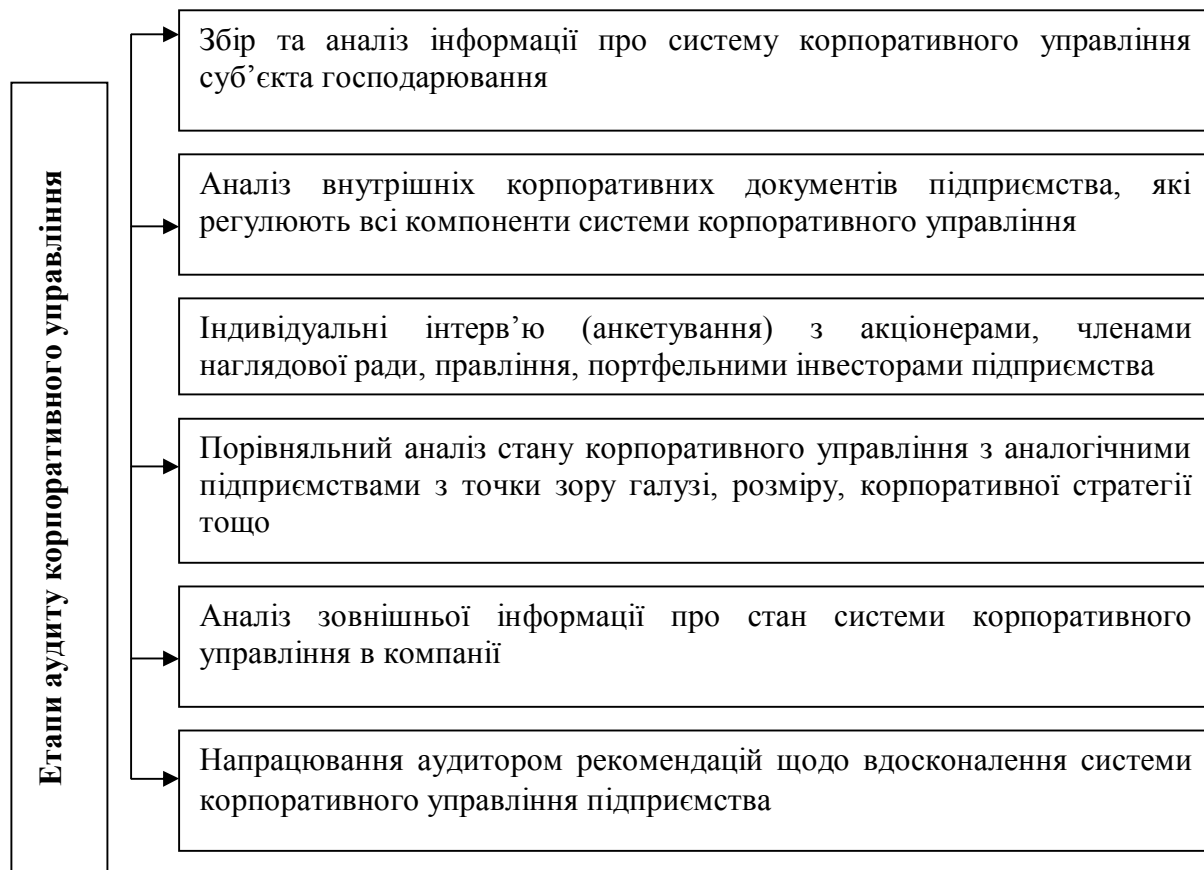 Етапи аудиту корпоративного управління
Збір та аналіз інформації про систему корпоративного управління
суб’єкта господарювання
Аналіз внутрішніх корпоративних документів підприємства, які
регулюють всі компоненти системи корпоративного управління
Індивідуальні інтерв’ю (анкетування) з акціонерами, членами
наглядової ради, правління, портфельними інвесторами підприємства
Порівняльний аналіз стану корпоративного управління з аналогічними
підприємствами з точки зору галузі, розміру, корпоративної стратегії
тощо
Аналіз зовнішньої інформації про стан системи корпоративного
управління в компанії
Напрацювання аудитором рекомендацій щодо вдосконалення системи
корпоративного управління підприємства